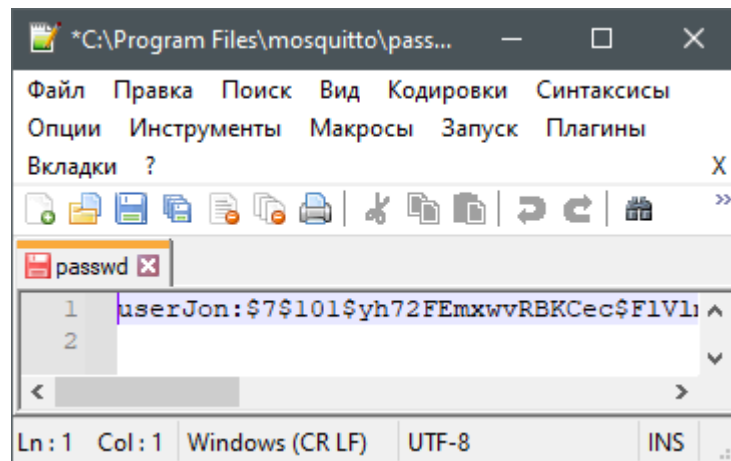 *C:\Program Files\mosquitto\pass...
Файл Правка Поиск Вид Кодировки Синтаксисы
Опции Инструменты Макросы Запуск Плагины
Вкладки ? X
passwd
1 userJon:$7$101$yh72FEmxwvRBKCec$FlVl
2
Ln : 1 Col : 1 Windows (CR LF) UTF-8 INS